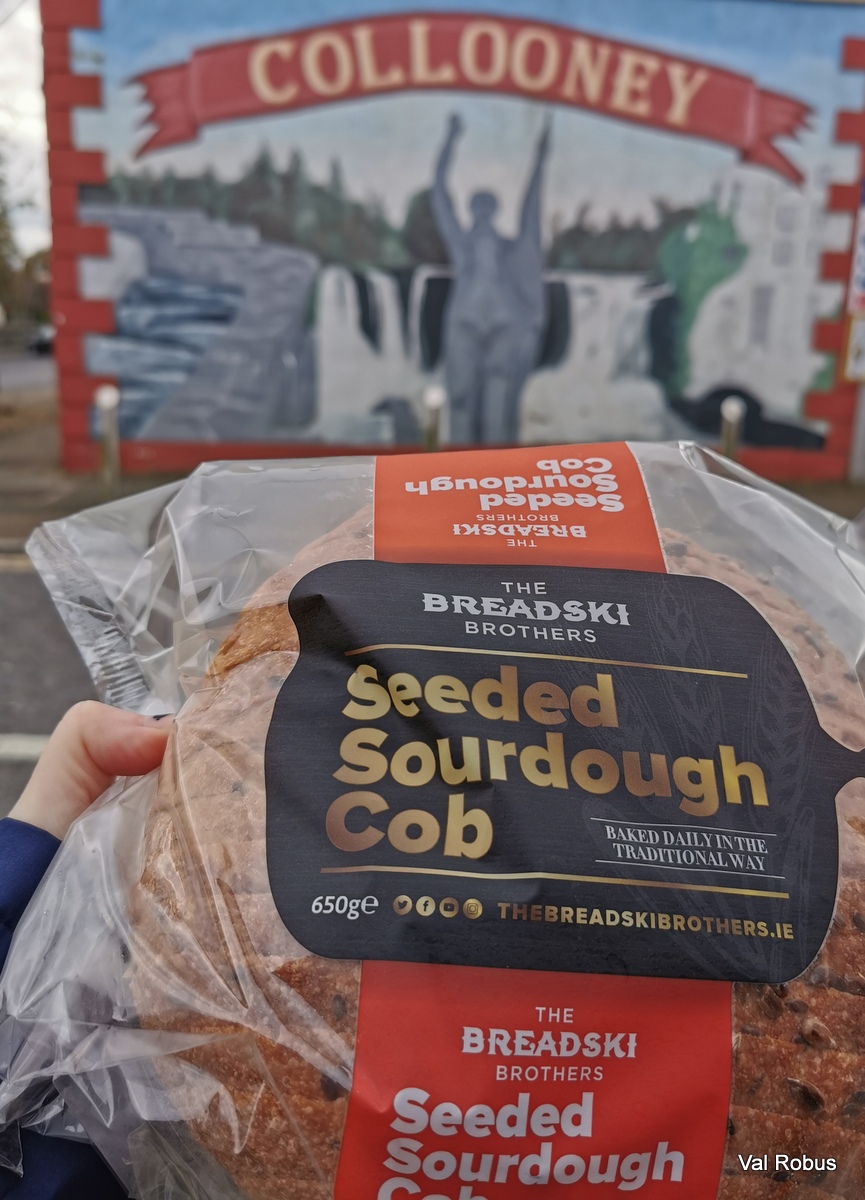 COLLOONEY
THE
BREADSKI
BROTHERS
Seeded
Sourdough
Cob
THE
BREADSKI
BROTHERS
Seeded
Sourdough
Cob
BAKED DAILY IN THE
TRADITIONAL WAY
650g℮
THEBREADSKIBROTHERS.IE
THE
BREADSKI
BROTHERS
Seeded
Sourdough
Cob
Val Robus